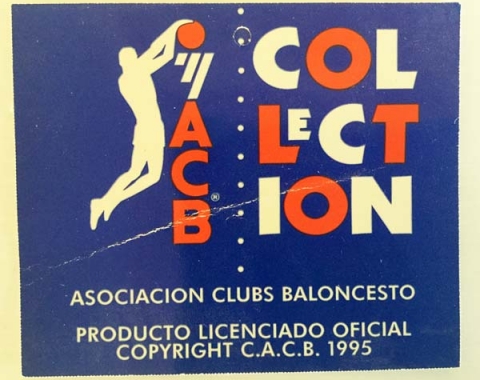 ACB®
COL
LECT
ION
ASOCIACION CLUBS BALONCESTO
PRODUCTO LICENCIADO OFICIAL
COPYRIGHT C.A.C.B. 1995